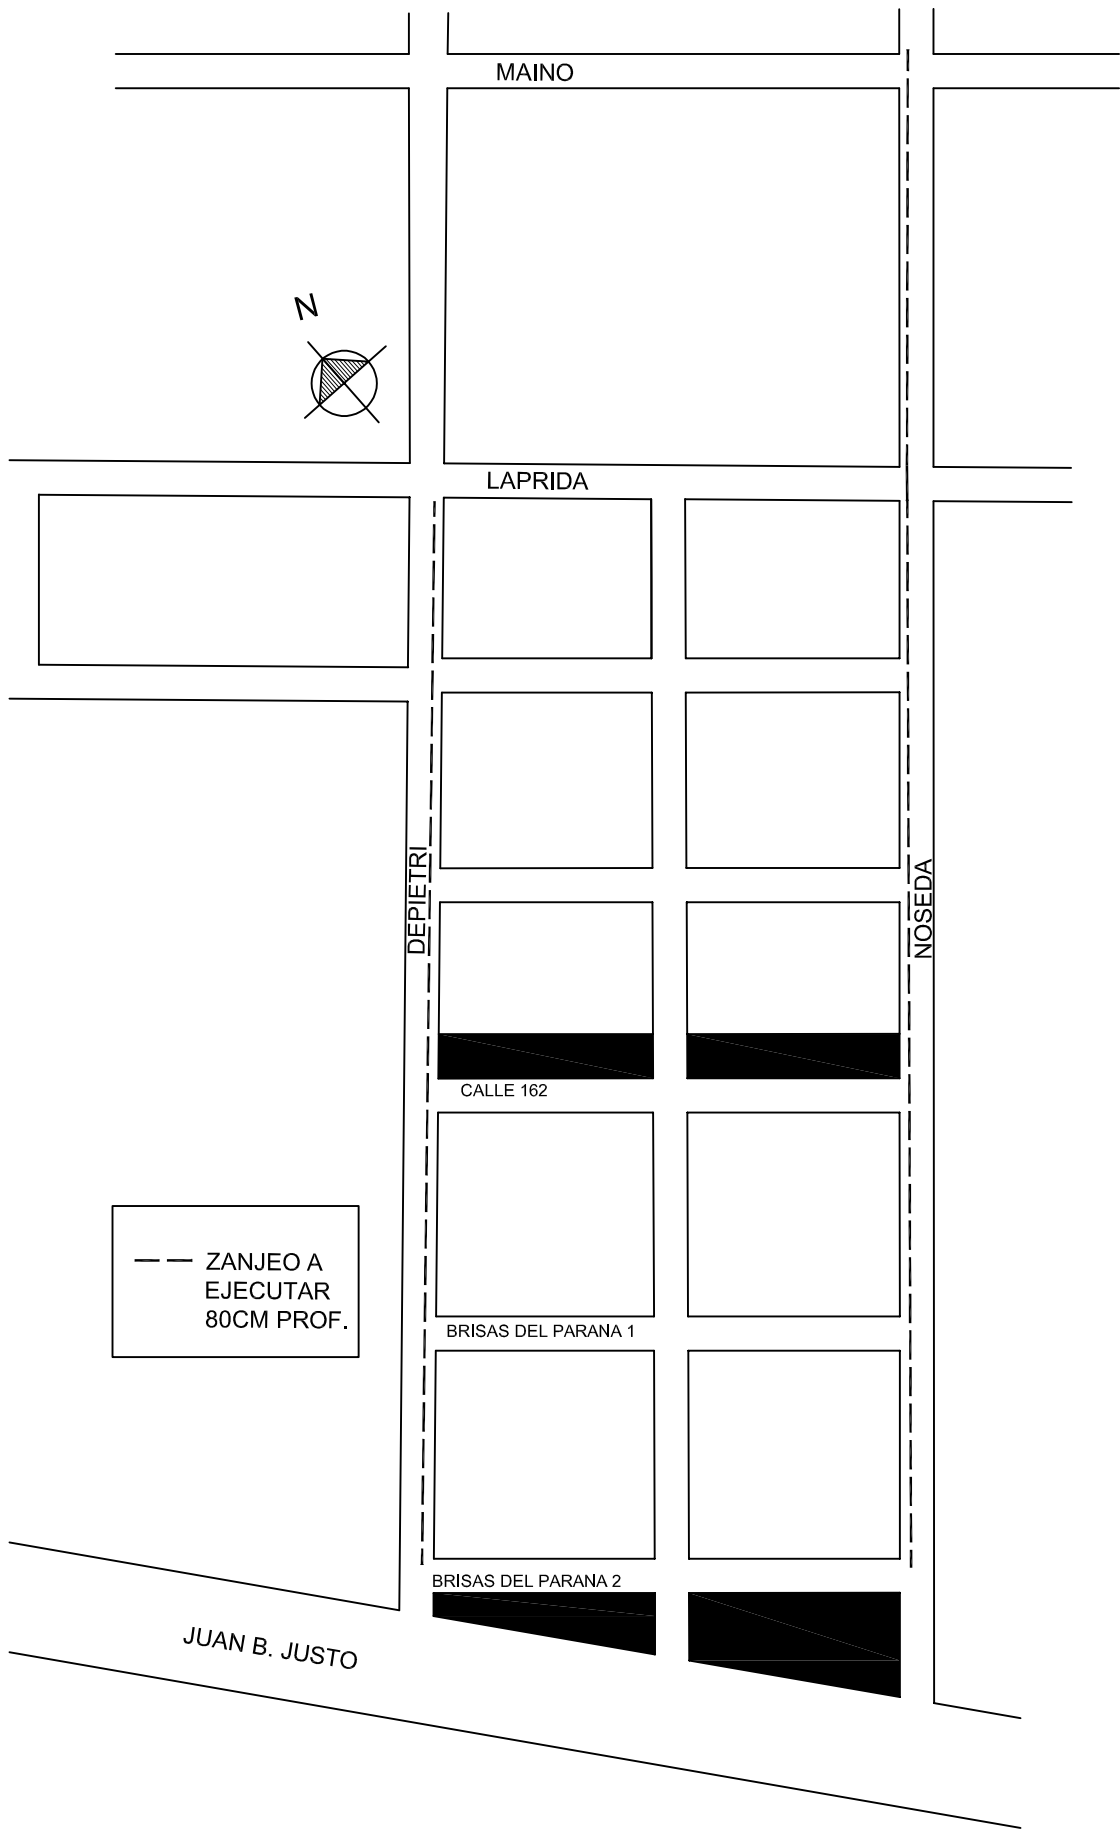 MAINO
N
LAPRIDA
DEPIETRI
NOSEDA
CALLE 162
ZANJEO A
EJECUTAR
80CM PROF.
BRISAS DEL PARANA 1
BRISAS DEL PARANA 2
JUAN B. JUSTO